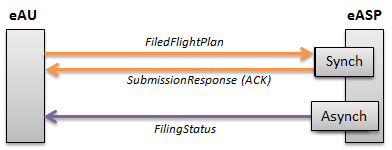 eAU
eASP
FiledFlightPlan
Synch
SubmissionResponse (ACK)
Asynch
FilingStatus